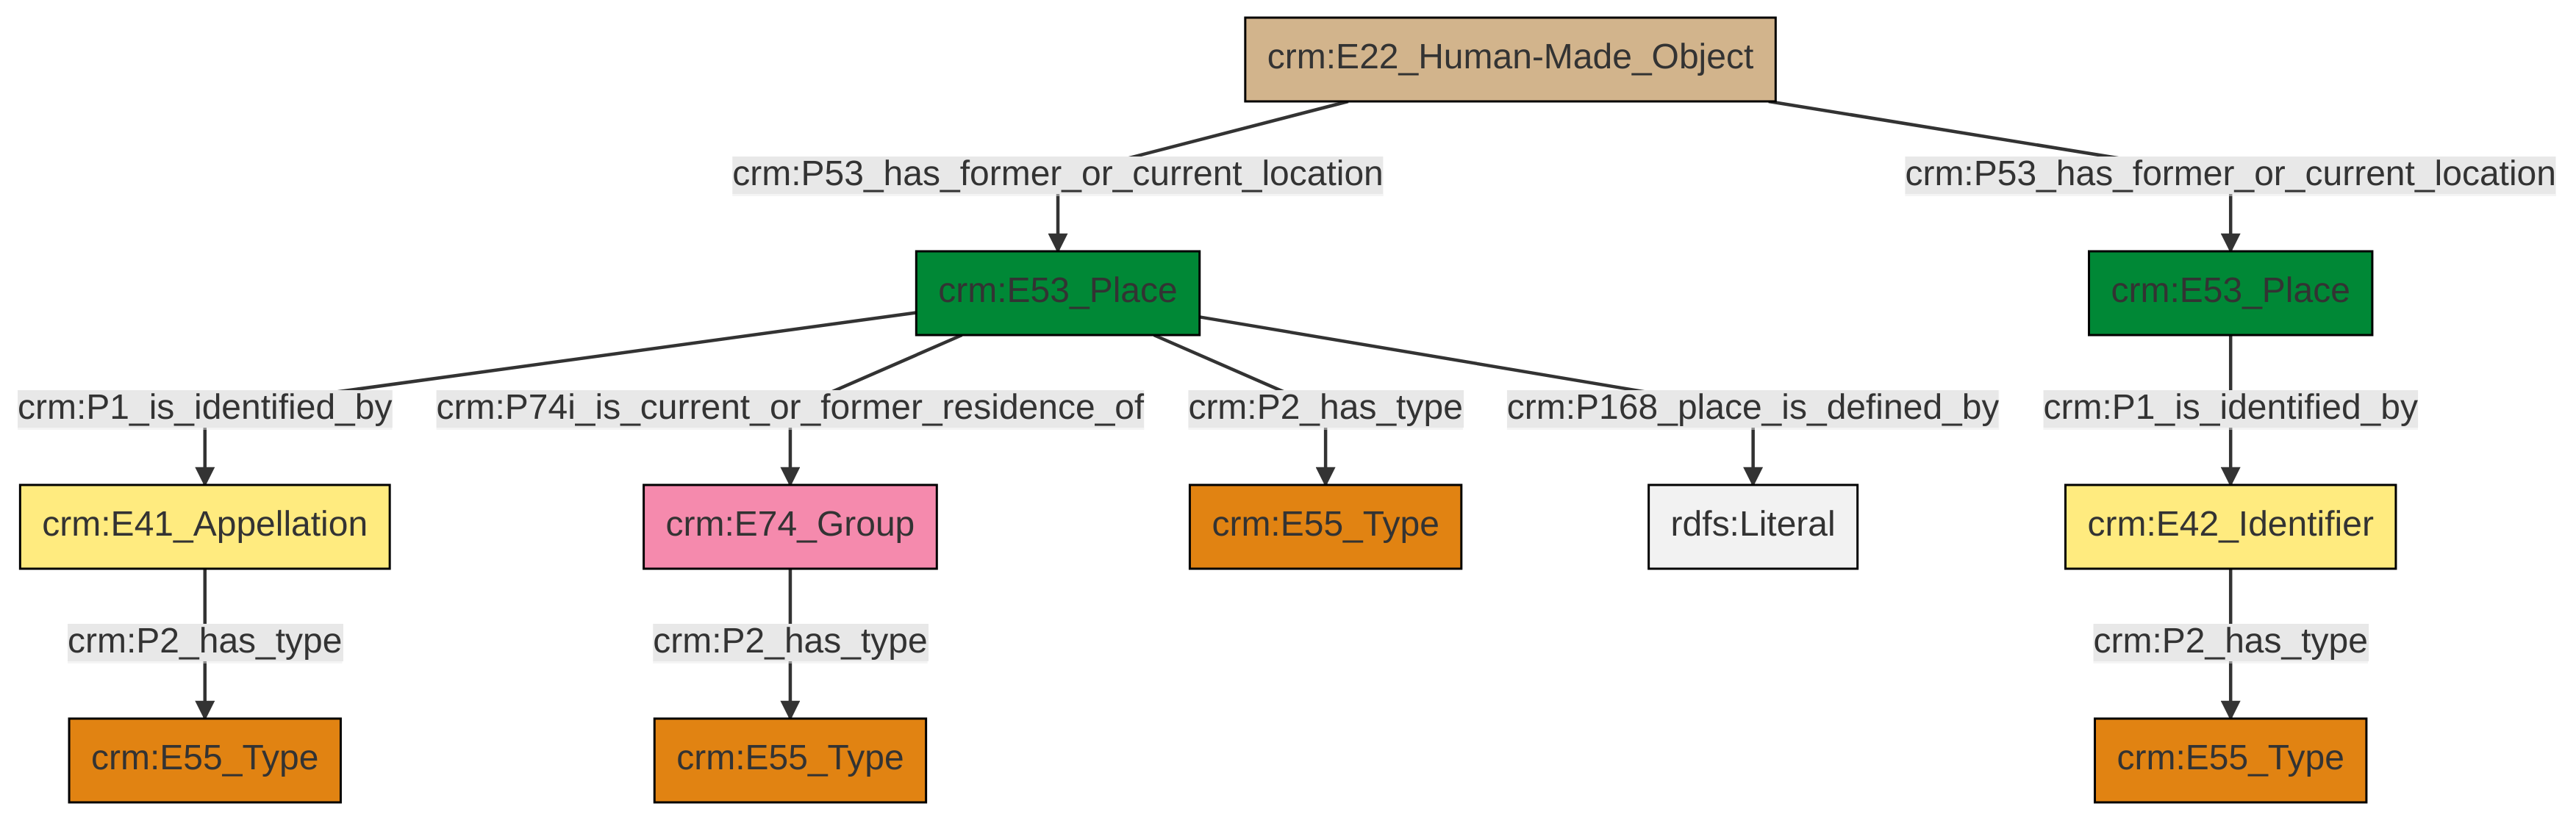 crm:E22_Human-Made_Object
crm:P53_has_former_or_current_location
crm:P53_has_former_or_current_location
crm:E53_Place
crm:E53_Place
crm:P1_is_identified_by
crm:P74i_is_current_or_former_residence_of
crm:P2_has_type
crm:P168_place_is_defined_by
crm:P1_is_identified_by
crm:E41_Appellation
crm:E74_Group
crm:E55_Type
rdfs:Literal
crm:E42_Identifier
crm:P2_has_type
crm:P2_has_type
crm:P2_has_type
crm:E55_Type
crm:E55_Type
crm:E55_Type